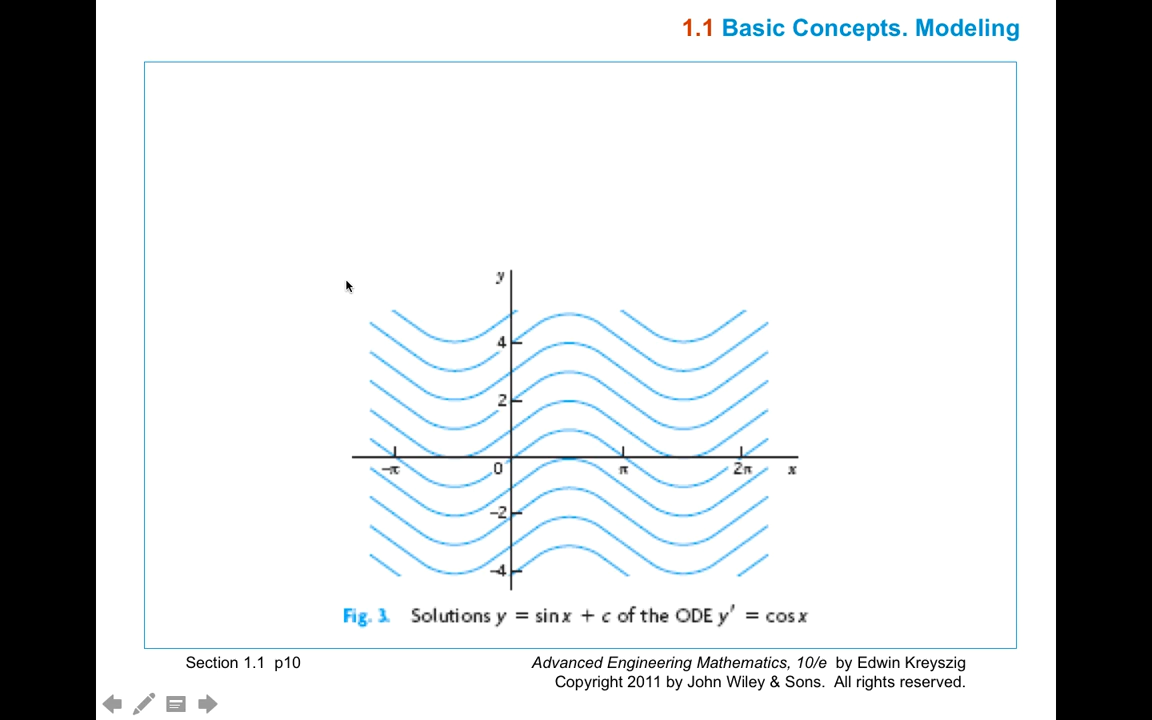 1.1 Basic Concepts. Modeling
y
4
2
−π 0 π 2π x
−2
−4
Fig. 3. Solutions y = sin x + c of the ODE y′ = cos x
Section 1.1 p10
Advanced Engineering Mathematics, 10/e by Edwin Kreyszig
Copyright 2011 by John Wiley & Sons. All rights reserved.